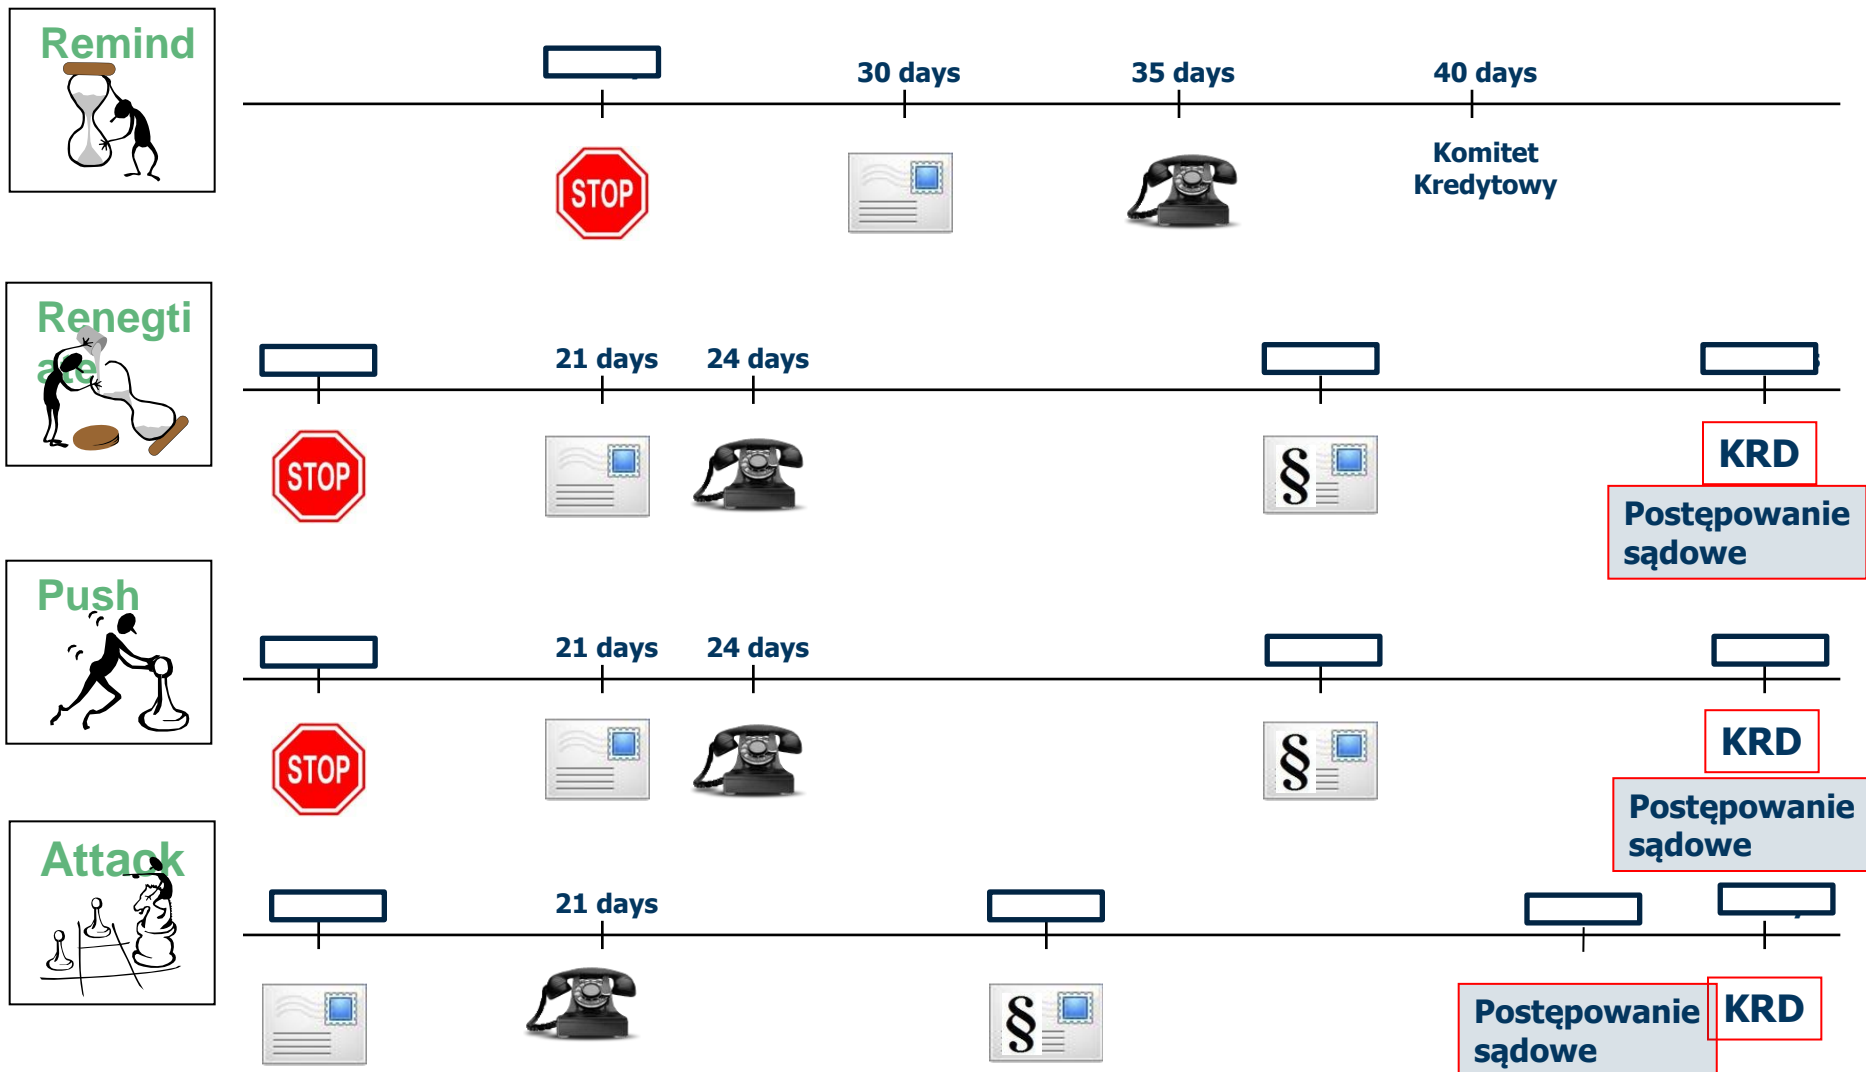 Remind
30 days
35 days
40 days
STOP
Komitet
Kredytowy
Renegti
ate
21 days
24 days
STOP
§
KRD
Postępowanie
sądowe
Push
21 days
24 days
STOP
§
KRD
Postępowanie
sądowe
Attack
21 days
§
Postępowanie
sądowe
KRD